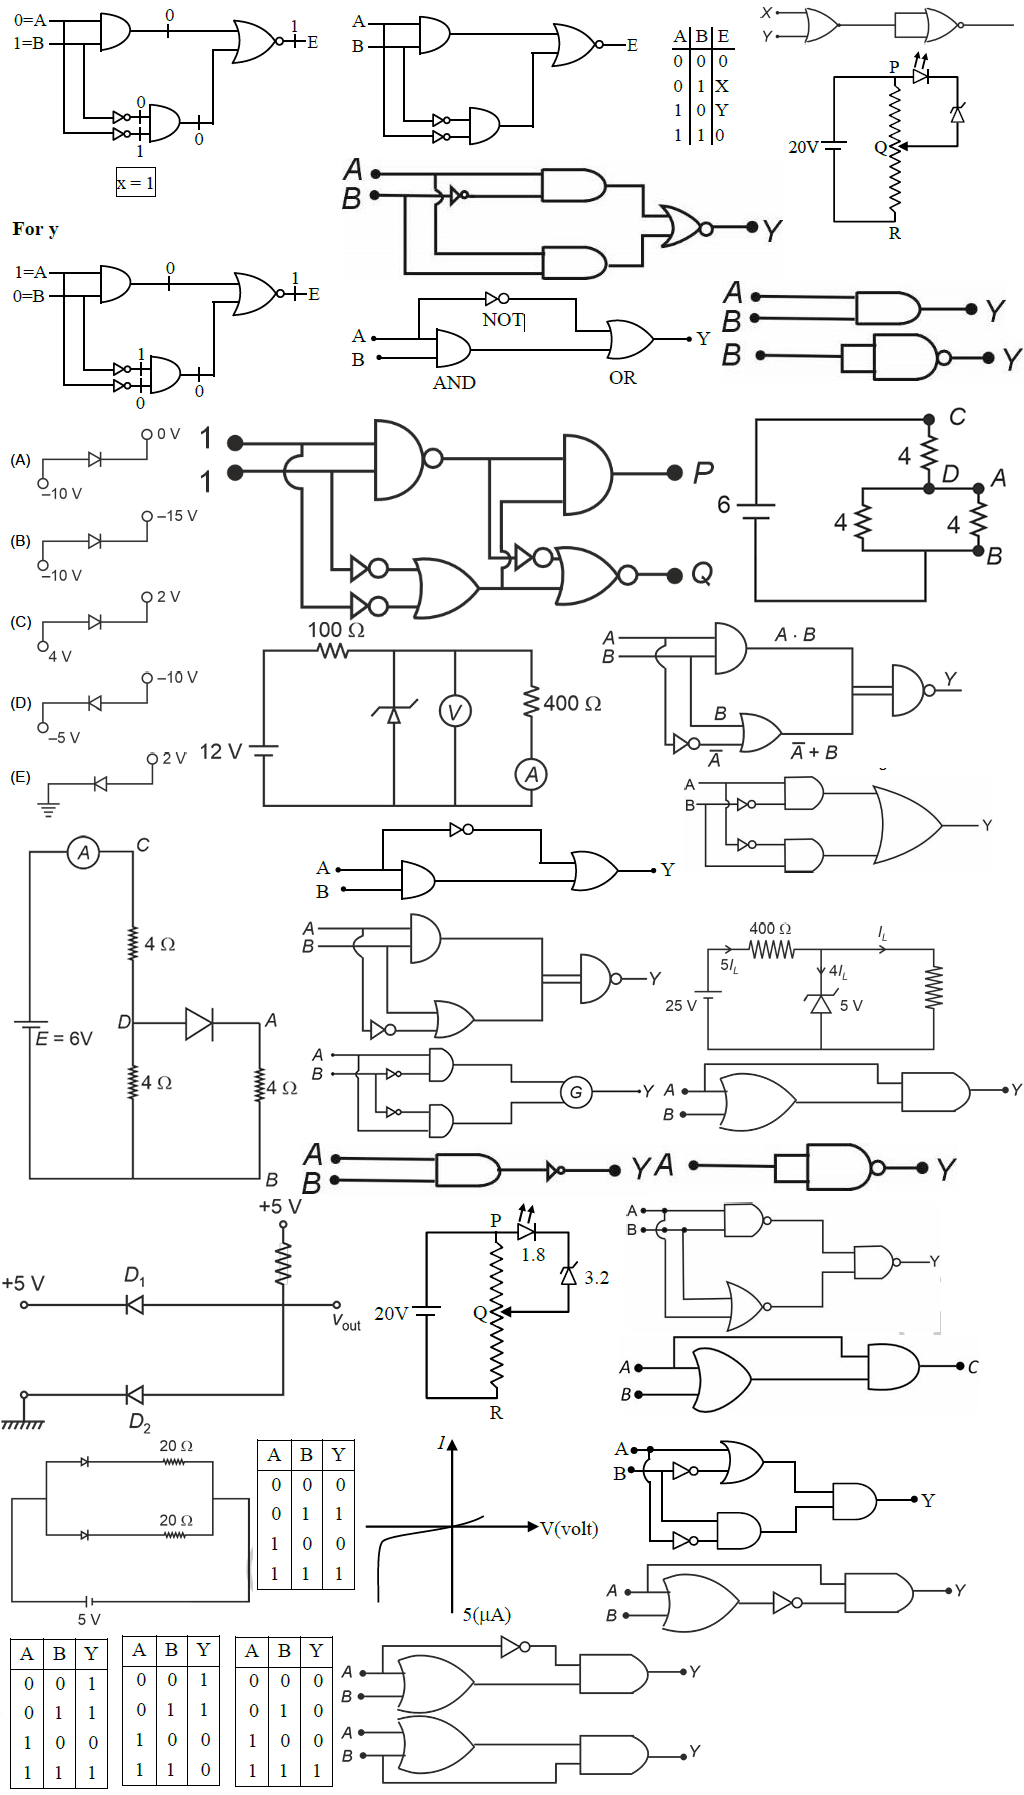 0=A
1=B
0
1
E
0
1
0
x = 1
For y
1=A
0=B
0
1
E
1
0
0
A
B
E
A B E
0 0 0
0 1 X
1 0 Y
1 1 0
X
Y
P
20V
Q
R
A
B
Y
A
B
NOT
AND
OR
Y
A
B
Y
B
Y
(A)
0 V
–10 V
(B)
–15 V
–10 V
(C)
2 V
4 V
(D)
–10 V
–5 V
(E)
2 V
1
1
P
Q
C
4
D
A
6
4
4
B
100 Ω
12 V
V
400 Ω
A
A
B
A · B
B
A̅
A̅ + B
Y
A
B
Y
A
C
4 Ω
D
A
E = 6V
4 Ω
4 Ω
B
A
B
Y
A
B
Y
400 Ω
I_L
5I_L
4I_L
25 V
5 V
A
B
G
Y
A
B
Y
A
B
Y
A
Y
+5 V
+5 V
D₁
v_out
D₂
P
1.8
3.2
20V
Q
R
A
B
Y
A
B
C
20 Ω
20 Ω
5 V
A B Y
0 0 0
0 1 1
1 0 0
1 1 1
I
V(volt)
5(μA)
A
B
Y
A
B
Y
A B Y
0 0 1
0 1 1
1 0 0
1 1 1
A B Y
0 0 1
0 1 1
1 0 0
1 1 0
A B Y
0 0 0
0 1 0
1 0 0
1 1 1
A
B
Y
A
B
Y